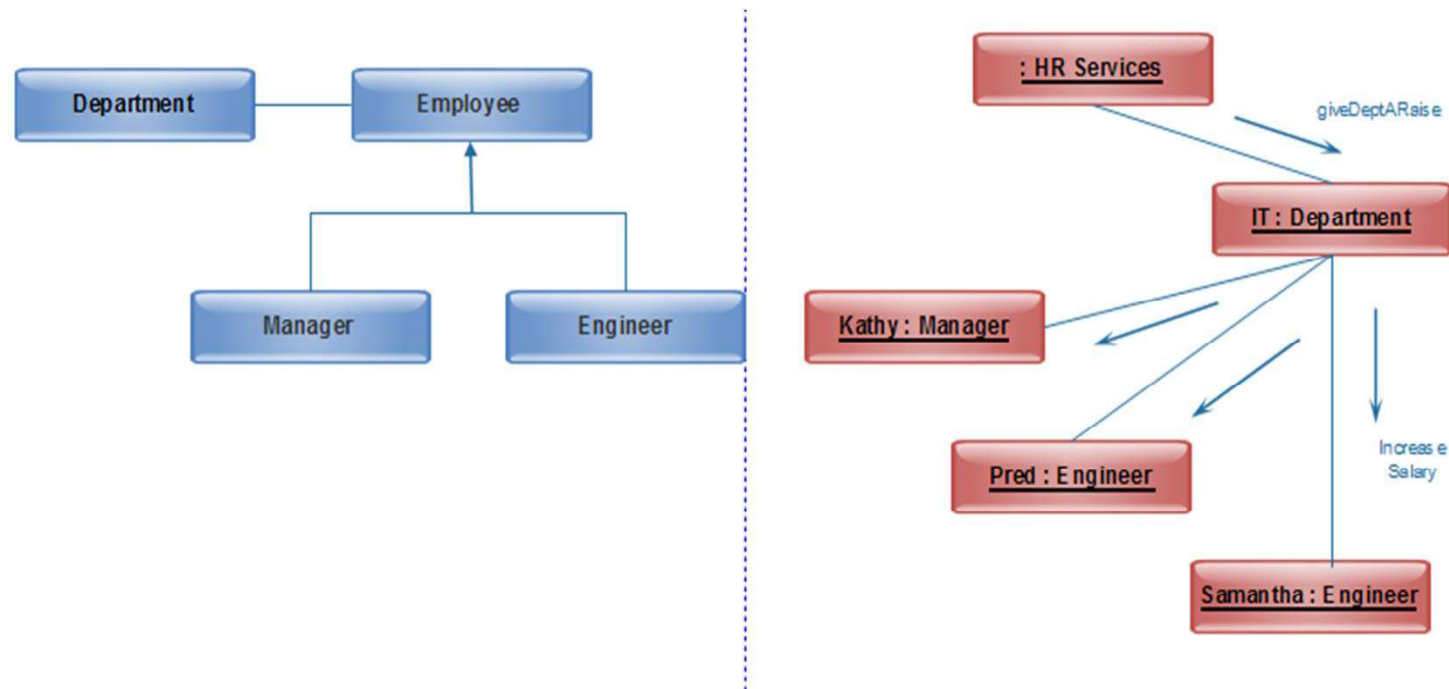 Department
Employee
Manager
Engineer
: HR Services
giveDeptARaise
IT : Department
Kathy : Manager
Pred : Engineer
Increase
Salary
Samantha : Engineer